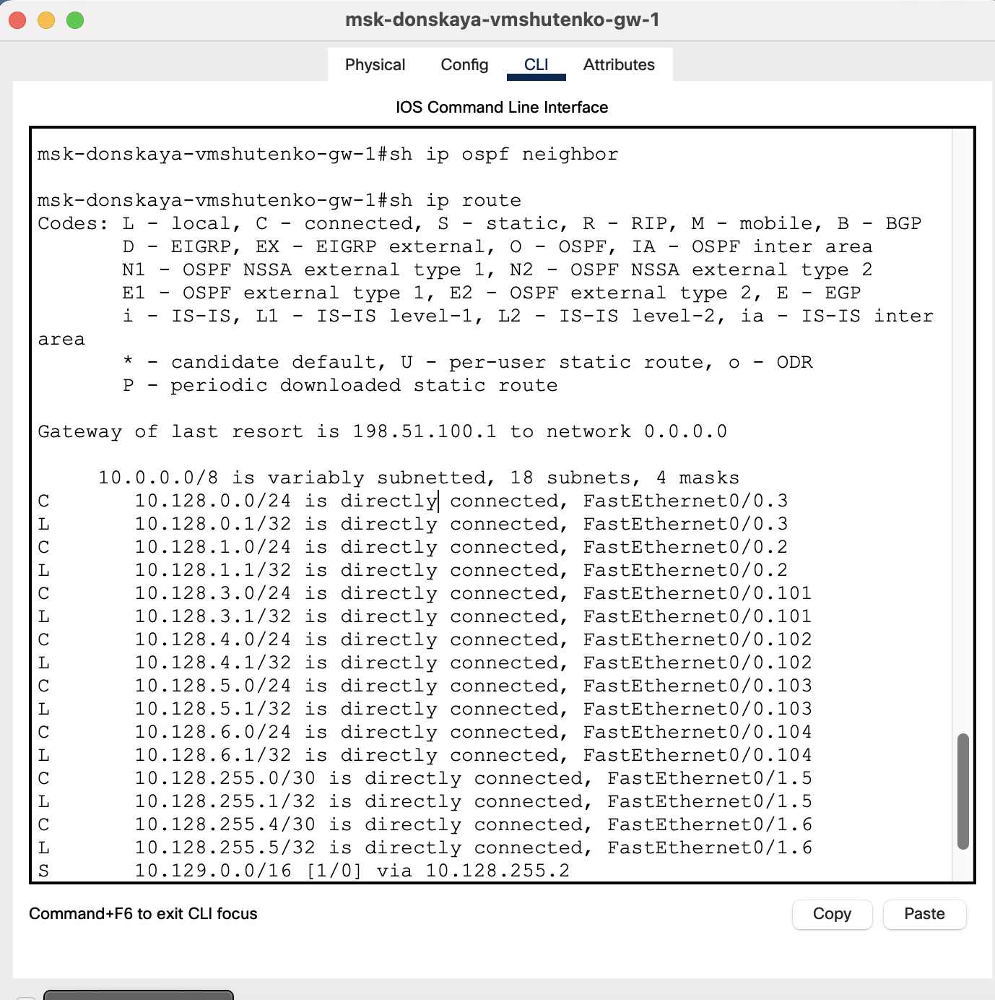 msk-donskaya-vmshutenko-gw-1
Physical Config CLI Attributes
IOS Command Line Interface
msk-donskaya-vmshutenko-gw-1#sh ip ospf neighbor
msk-donskaya-vmshutenko-gw-1#sh ip route
Codes: L - local, C - connected, S - static, R - RIP, M - mobile, B - BGP
D - EIGRP, EX - EIGRP external, O - OSPF, IA - OSPF inter area
N1 - OSPF NSSA external type 1, N2 - OSPF NSSA external type 2
E1 - OSPF external type 1, E2 - OSPF external type 2, E - EGP
i - IS-IS, L1 - IS-IS level-1, L2 - IS-IS level-2, ia - IS-IS inter
area
* - candidate default, U - per-user static route, o - ODR
P - periodic downloaded static route
Gateway of last resort is 198.51.100.1 to network 0.0.0.0
10.0.0.0/8 is variably subnetted, 18 subnets, 4 masks
C 10.128.0.0/24 is directly connected, FastEthernet0/0.3
L 10.128.0.1/32 is directly connected, FastEthernet0/0.3
C 10.128.1.0/24 is directly connected, FastEthernet0/0.2
L 10.128.1.1/32 is directly connected, FastEthernet0/0.2
C 10.128.3.0/24 is directly connected, FastEthernet0/0.101
L 10.128.3.1/32 is directly connected, FastEthernet0/0.101
C 10.128.4.0/24 is directly connected, FastEthernet0/0.102
L 10.128.4.1/32 is directly connected, FastEthernet0/0.102
C 10.128.5.0/24 is directly connected, FastEthernet0/0.103
L 10.128.5.1/32 is directly connected, FastEthernet0/0.103
C 10.128.6.0/24 is directly connected, FastEthernet0/0.104
L 10.128.6.1/32 is directly connected, FastEthernet0/0.104
C 10.128.255.0/30 is directly connected, FastEthernet0/1.5
L 10.128.255.1/32 is directly connected, FastEthernet0/1.5
C 10.128.255.4/30 is directly connected, FastEthernet0/1.6
L 10.128.255.5/32 is directly connected, FastEthernet0/1.6
S 10.129.0.0/16 [1/0] via 10.128.255.2
Command+F6 to exit CLI focus Copy Paste